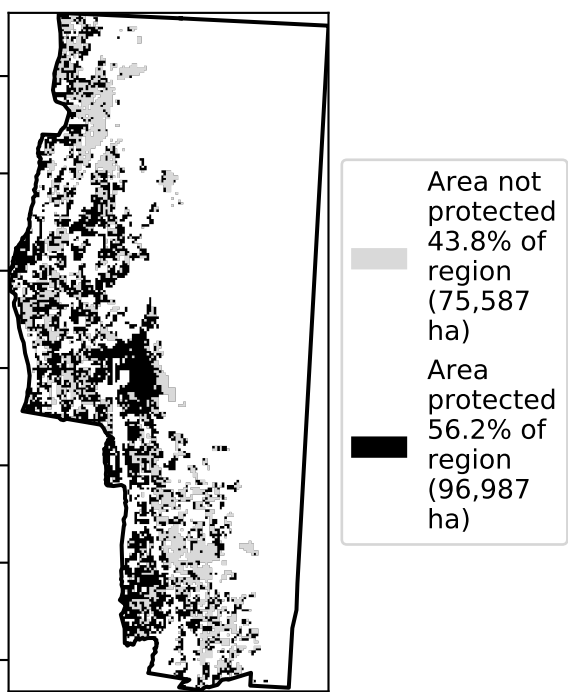 Area not
protected
43.8% of
region
(75,587
ha)
Area
protected
56.2% of
region
(96,987
ha)